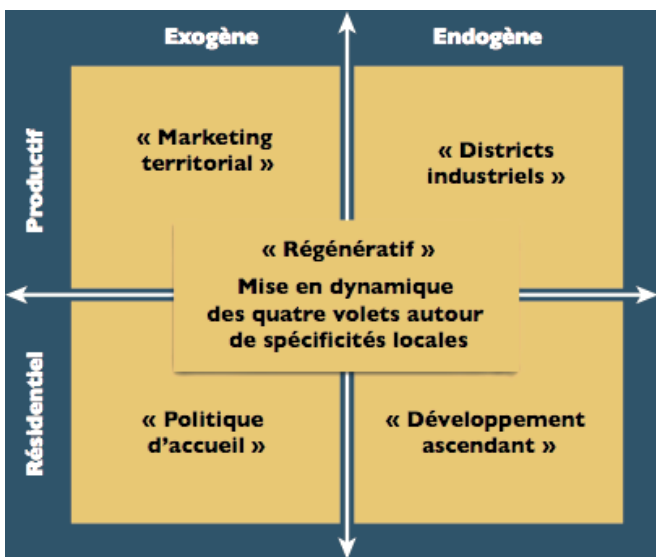 Exogène
Endogène
Productif
« Marketing
territorial »
« Districts
industriels »
« Régénératif »
Mise en dynamique
des quatre volets autour
de spécificités locales
Résidentiel
« Politique
d’accueil »
« Développement
ascendant »